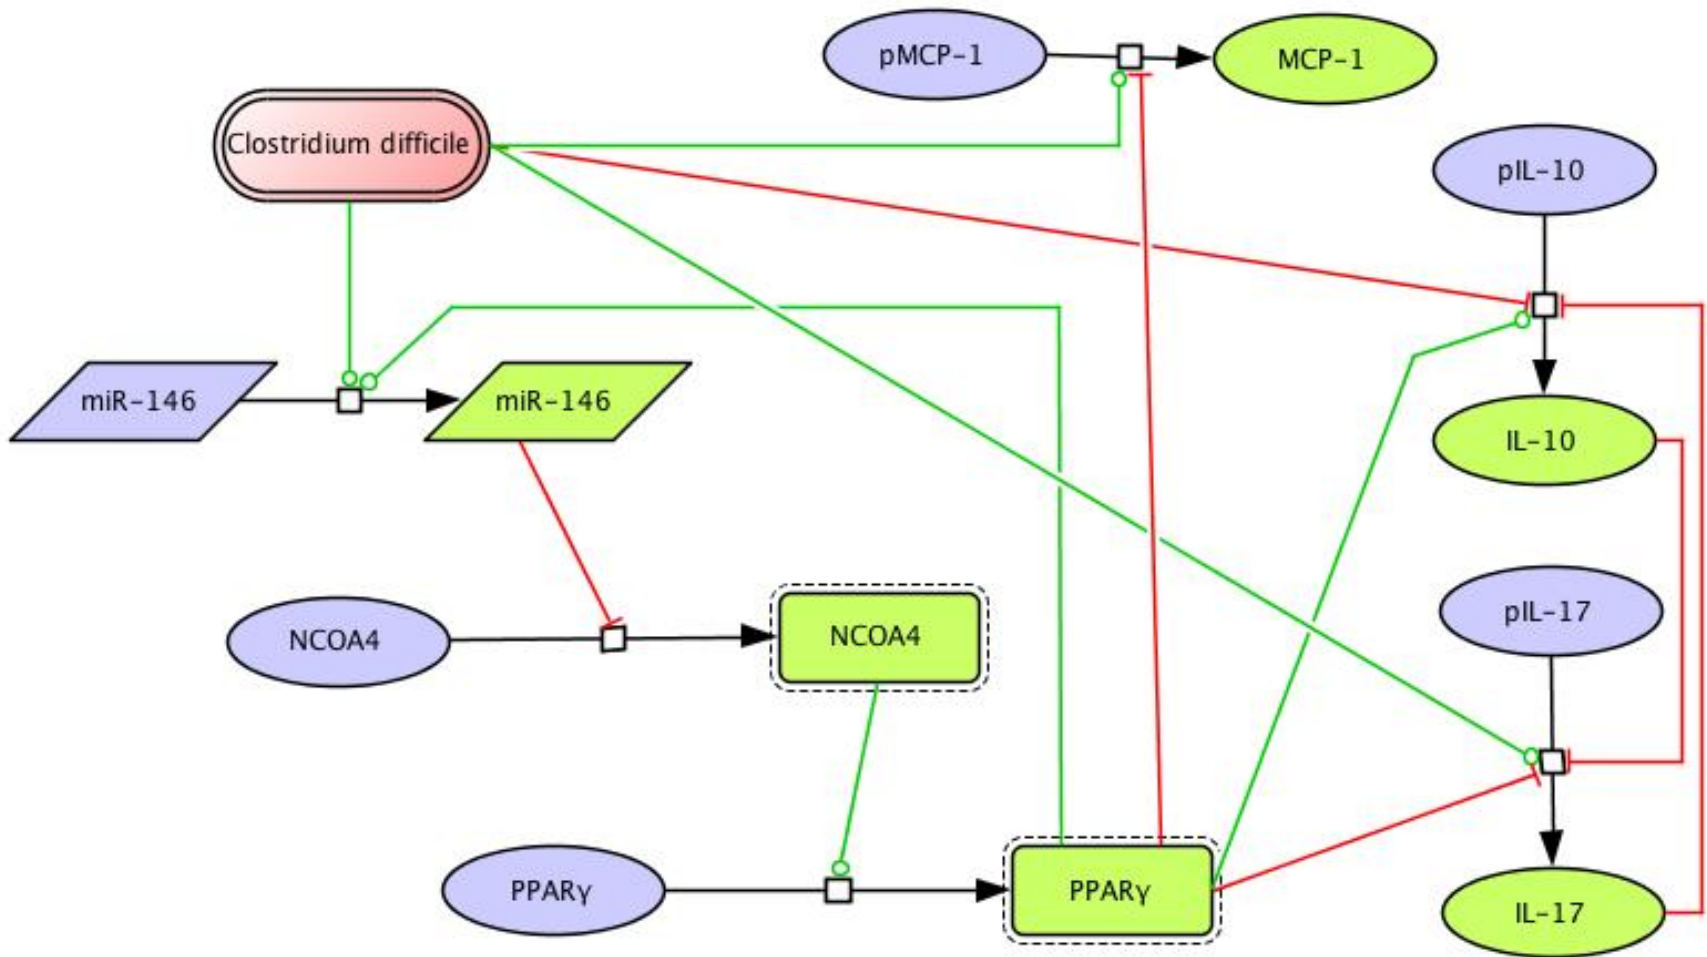 pMCP-1
MCP-1
Clostridium difficile
pIL-10
miR-146
miR-146
IL-10
NCOA4
NCOA4
pIL-17
PPARγ
PPARγ
IL-17